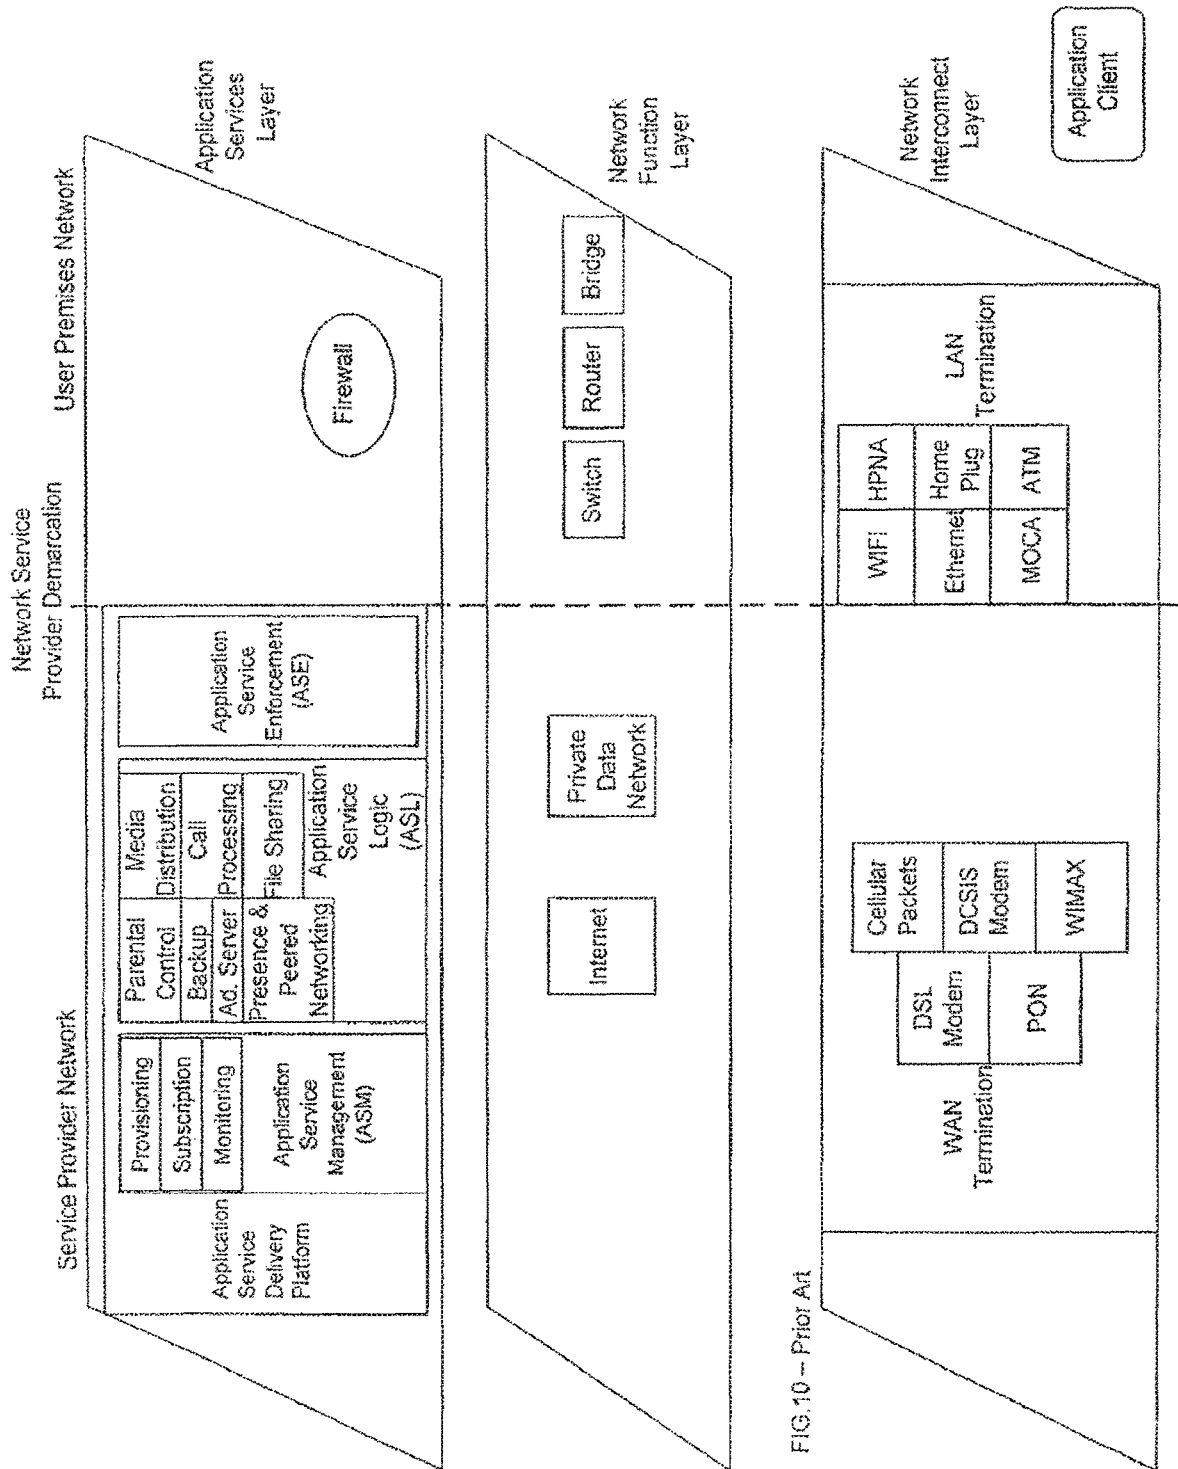 Network Service
Provider Demarcation
Service Provider Network
User Premises Network
Application
Services
Layer
Application
Service
Delivery
Platform
Provisioning
Subscription
Monitoring
Application
Service
Management
(ASM)
Parental
Control
Backup
Ad. Server
Presence &
Peered
Networking
Media
Distribution
Call
Processing
File Sharing
Application
Service
Logic
(ASL)
Application
Service
Enforcement
(ASE)
Firewall
Network
Function
Layer
Internet
Private
Data
Network
Switch
Router
Bridge
Network
Interconnect
Layer
WAN
Termination
DSL
Modem
PON
Cellular
Packets
DCSIS
Modem
WIMAX
WIFI
HPNA
Ethernet
Home
Plug
MOCA
ATM
LAN
Termination
Application
Client
FIG.10 – Prior Art